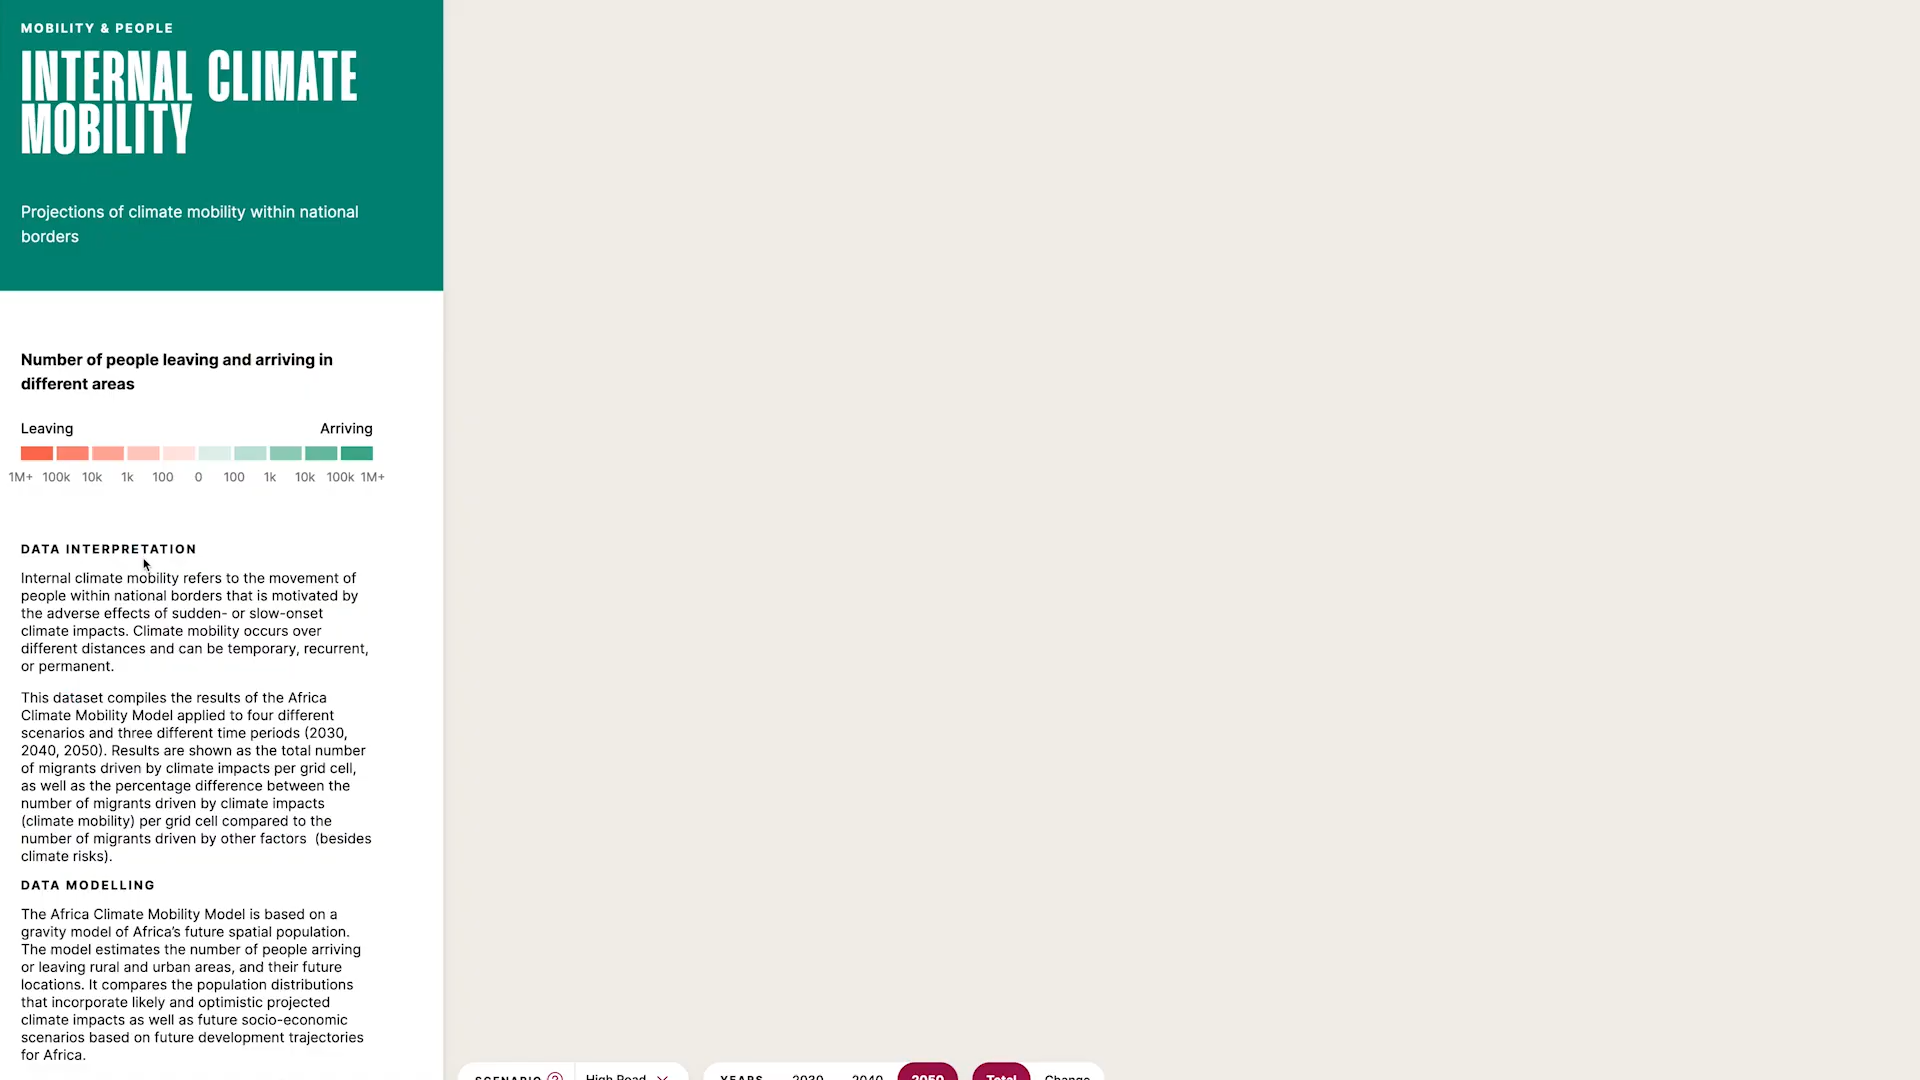 MOBILITY & PEOPLE
INTERNAL CLIMATE
MOBILITY
Projections of climate mobility within national
borders
Number of people leaving and arriving in
different areas
Leaving Arriving
1M+ 100k 10k 1k 100 0 100 1k 10k 100k 1M+
DATA INTERPRETATION
Internal climate mobility refers to the movement of
people within national borders that is motivated by
the adverse effects of sudden- or slow-onset
climate impacts. Climate mobility occurs over
different distances and can be temporary, recurrent,
or permanent.
This dataset compiles the results of the Africa
Climate Mobility Model applied to four different
scenarios and three different time periods (2030,
2040, 2050). Results are shown as the total number
of migrants driven by climate impacts per grid cell,
as well as the percentage difference between the
number of migrants driven by climate impacts
(climate mobility) per grid cell compared to the
number of migrants driven by other factors  (besides
climate risks).
DATA MODELLING
The Africa Climate Mobility Model is based on a
gravity model of Africa’s future spatial population.
The model estimates the number of people arriving
or leaving rural and urban areas, and their future
locations. It compares the population distributions
that incorporate likely and optimistic projected
climate impacts as well as future socio-economic
scenarios based on future development trajectories
for Africa.
SCENARIO ? High Road YEARS 2030 2040 2050 Total Change